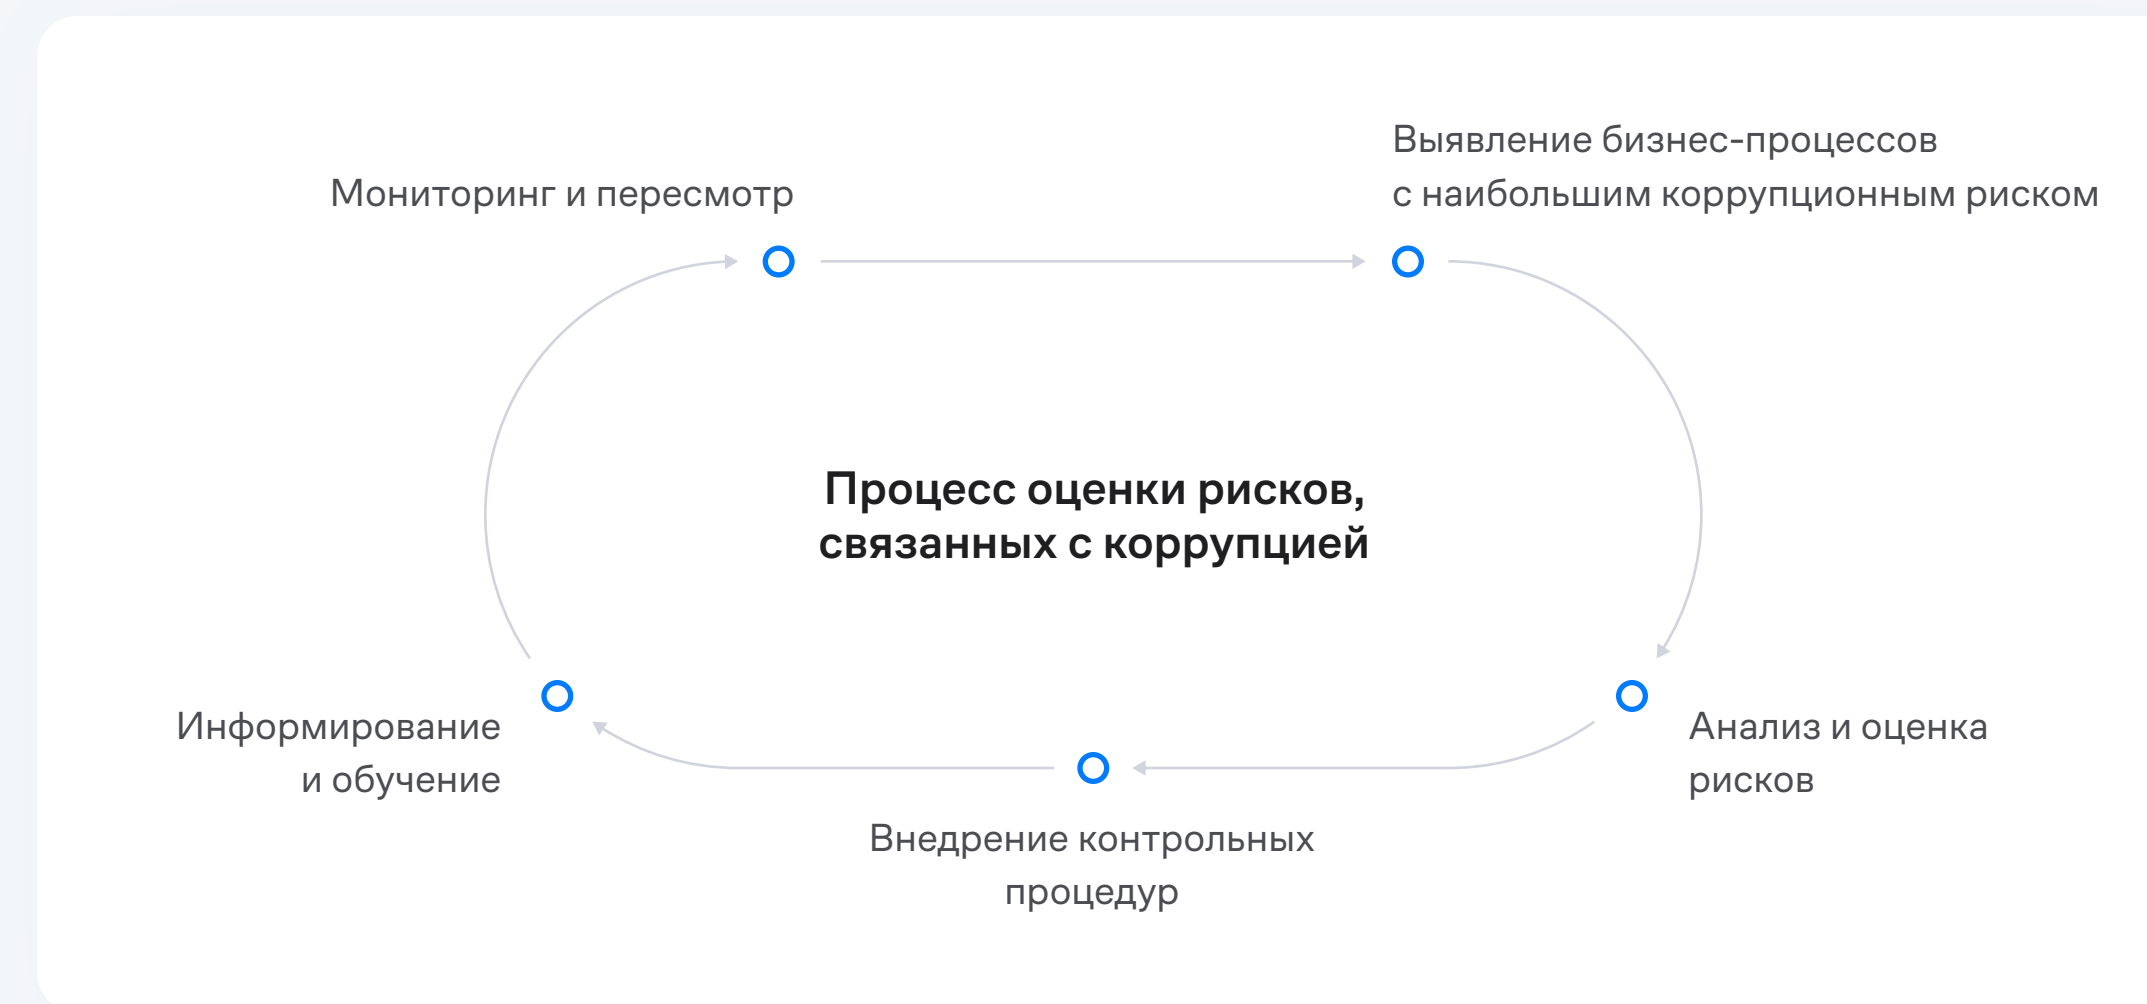 Выявление бизнес-процессов
с наибольшим коррупционным риском
Мониторинг и пересмотр
Процесс оценки рисков,
связанных с коррупцией
Информирование
и обучение
Анализ и оценка
рисков
Внедрение контрольных
процедур